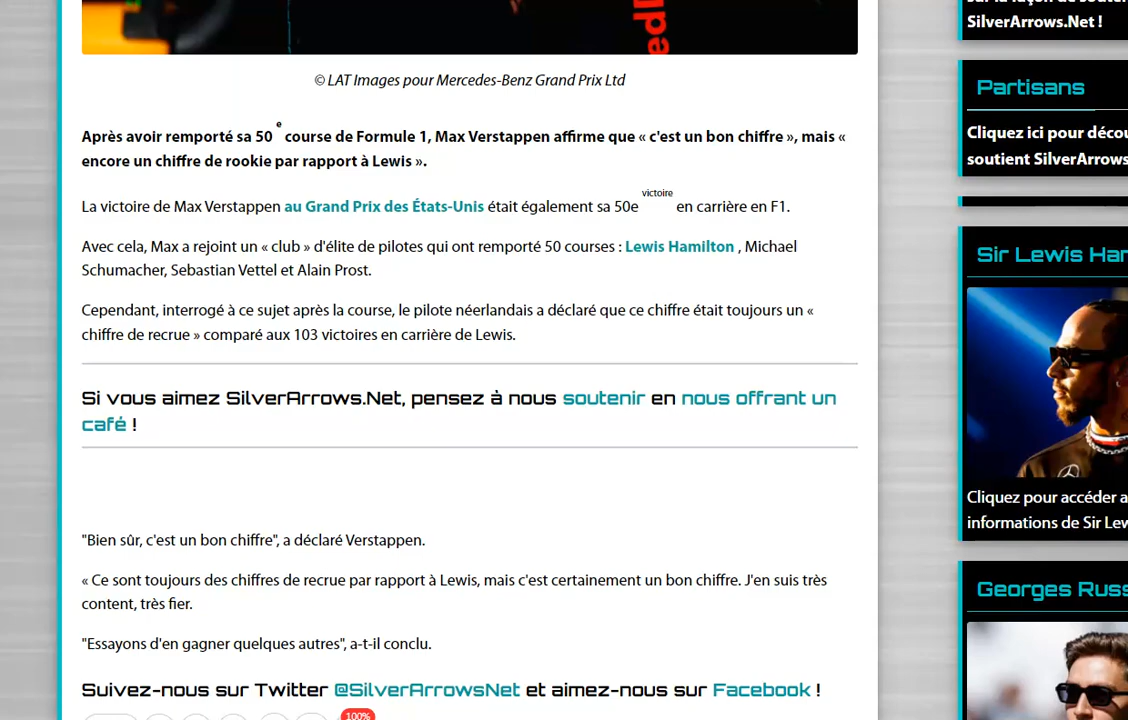 © LAT Images pour Mercedes-Benz Grand Prix Ltd
Après avoir remporté sa 50 e course de Formule 1, Max Verstappen affirme que « c'est un bon chiffre », mais «
encore un chiffre de rookie par rapport à Lewis ».
La victoire de Max Verstappen au Grand Prix des États-Unis était également sa 50e victoire en carrière en F1.
Avec cela, Max a rejoint un « club » d'élite de pilotes qui ont remporté 50 courses : Lewis Hamilton , Michael
Schumacher, Sebastian Vettel et Alain Prost.
Cependant, interrogé à ce sujet après la course, le pilote néerlandais a déclaré que ce chiffre était toujours un «
chiffre de recrue » comparé aux 103 victoires en carrière de Lewis.
Si vous aimez SilverArrows.Net, pensez à nous soutenir en nous offrant un
café !
"Bien sûr, c'est un bon chiffre", a déclaré Verstappen.
« Ce sont toujours des chiffres de recrue par rapport à Lewis, mais c'est certainement un bon chiffre. J'en suis très
content, très fier.
"Essayons d'en gagner quelques autres", a-t-il conclu.
Suivez-nous sur Twitter @SilverArrowsNet et aimez-nous sur Facebook !
100%
SilverArrows.Net !
Partisans
Cliquez ici pour décou
soutient SilverArrows
Sir Lewis Har
Cliquez pour accéder a
informations de Sir Lew
Georges Russ